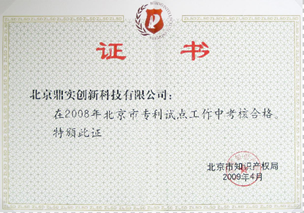 证书
北京鼎实创新科技有限公司：
在2008年北京市专利试点工作中考核合格。
特颁此证
北京市知识产权局
2009年4月